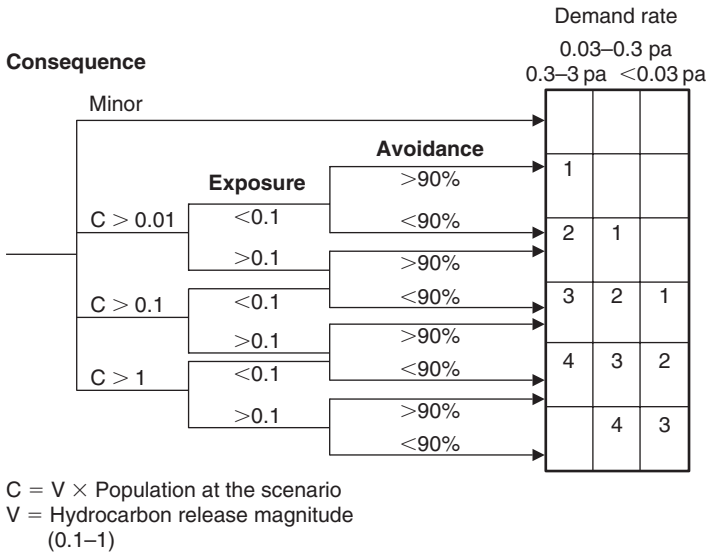 Demand rate
0.03–0.3 pa
0.3–3 pa <0.03 pa
Consequence
Minor
Avoidance
Exposure
>90%
1
C > 0.01
<0.1
<90%
2 1
>0.1
>90%
C > 0.1
<0.1
<90%
3 2 1
>0.1
>90%
C > 1
<0.1
<90%
4 3 2
>0.1
>90%
4 3
<90%
C = V × Population at the scenario
V = Hydrocarbon release magnitude
(0.1–1)